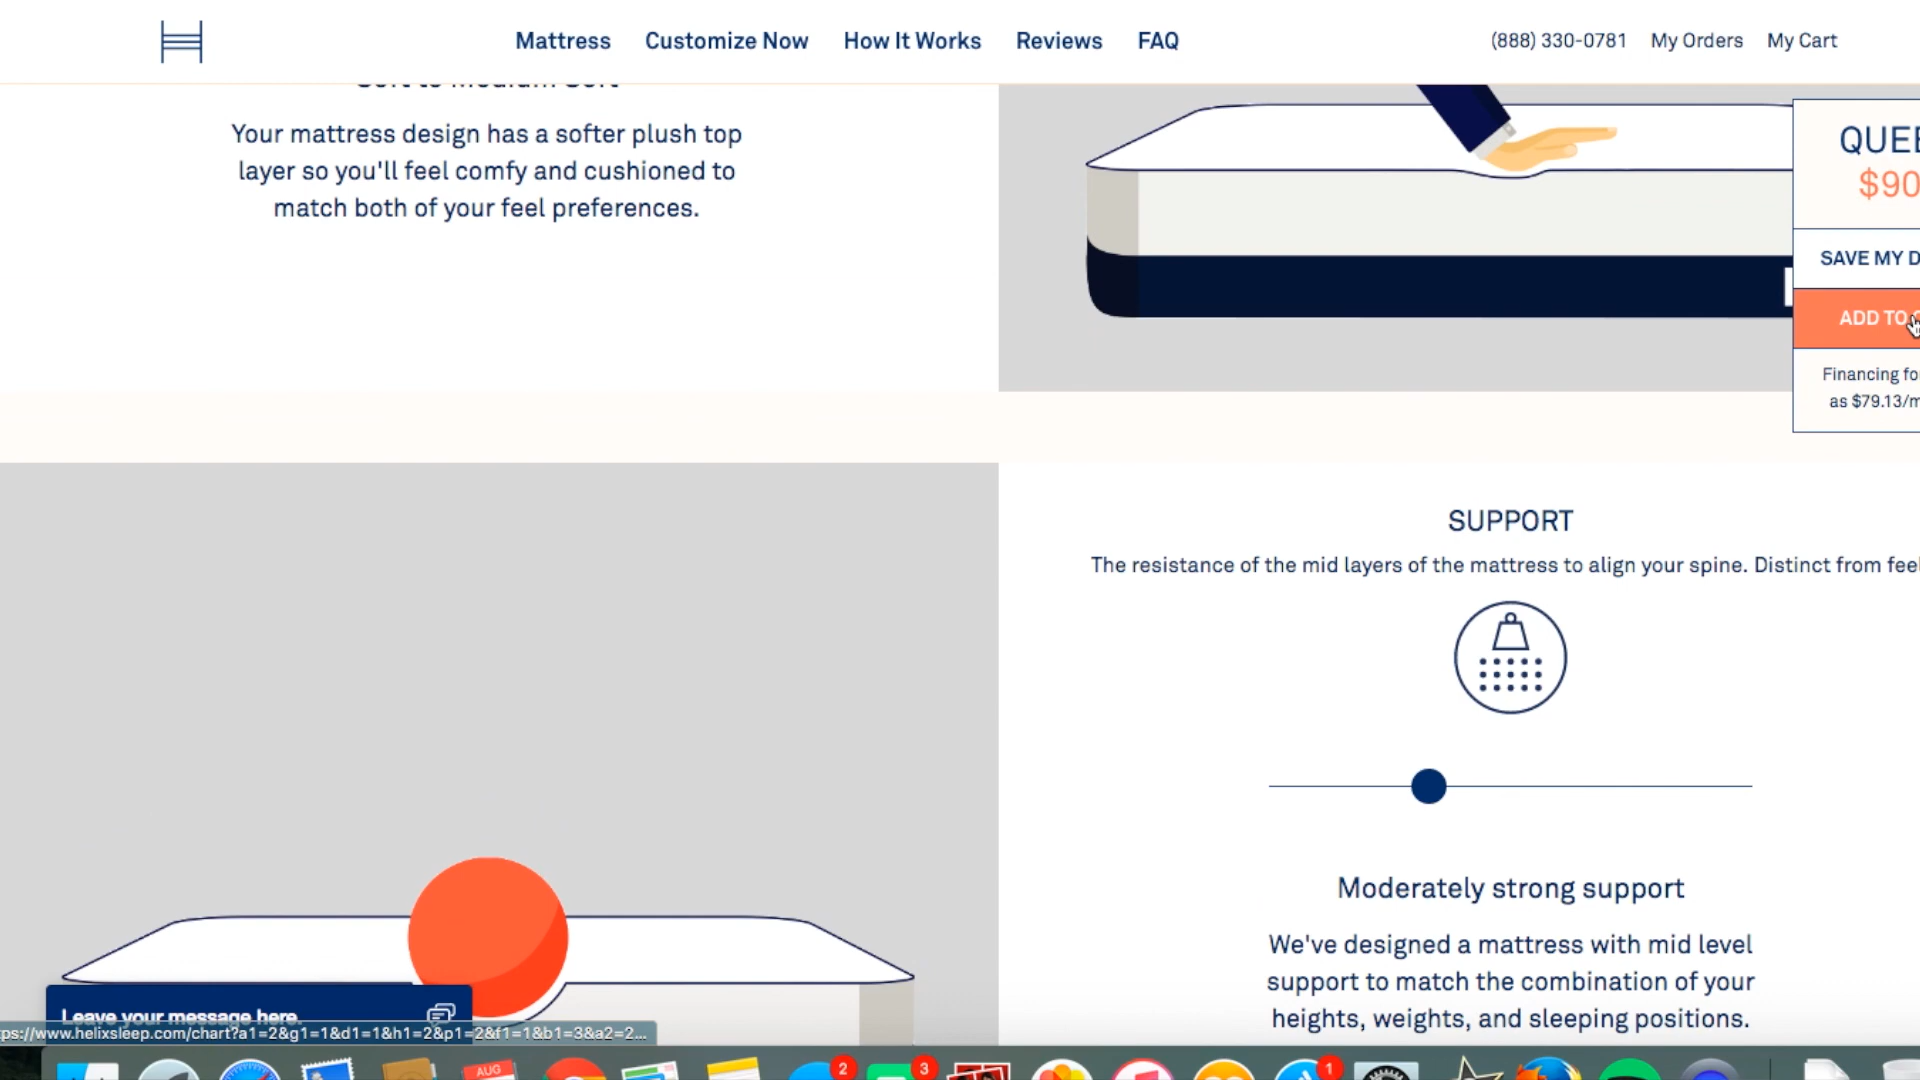 Mattress Customize Now How It Works Reviews FAQ (888) 330-0781 My Orders My Cart
Your mattress design has a softer plush top
layer so you'll feel comfy and cushioned to
match both of your feel preferences.
QUEE
$90
SAVE MY D
ADD TO
Financing fo
as $79.13/m
SUPPORT
The resistance of the mid layers of the mattress to align your spine. Distinct from feel
Moderately strong support
We've designed a mattress with mid level
support to match the combination of your
heights, weights, and sleeping positions.
Leave your message here.
ps://www.helixsleep.com/chart?a1=2&g1=1&d1=1&h1=2&p1=2&f1=1&b1=3&a2=2...
AUG
2
3
1